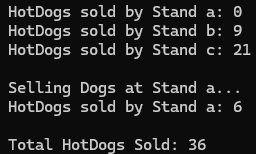 HotDogs sold by Stand a: 0
HotDogs sold by Stand b: 9
HotDogs sold by Stand c: 21
Selling Dogs at Stand a...
HotDogs sold by Stand a: 6
Total HotDogs Sold: 36